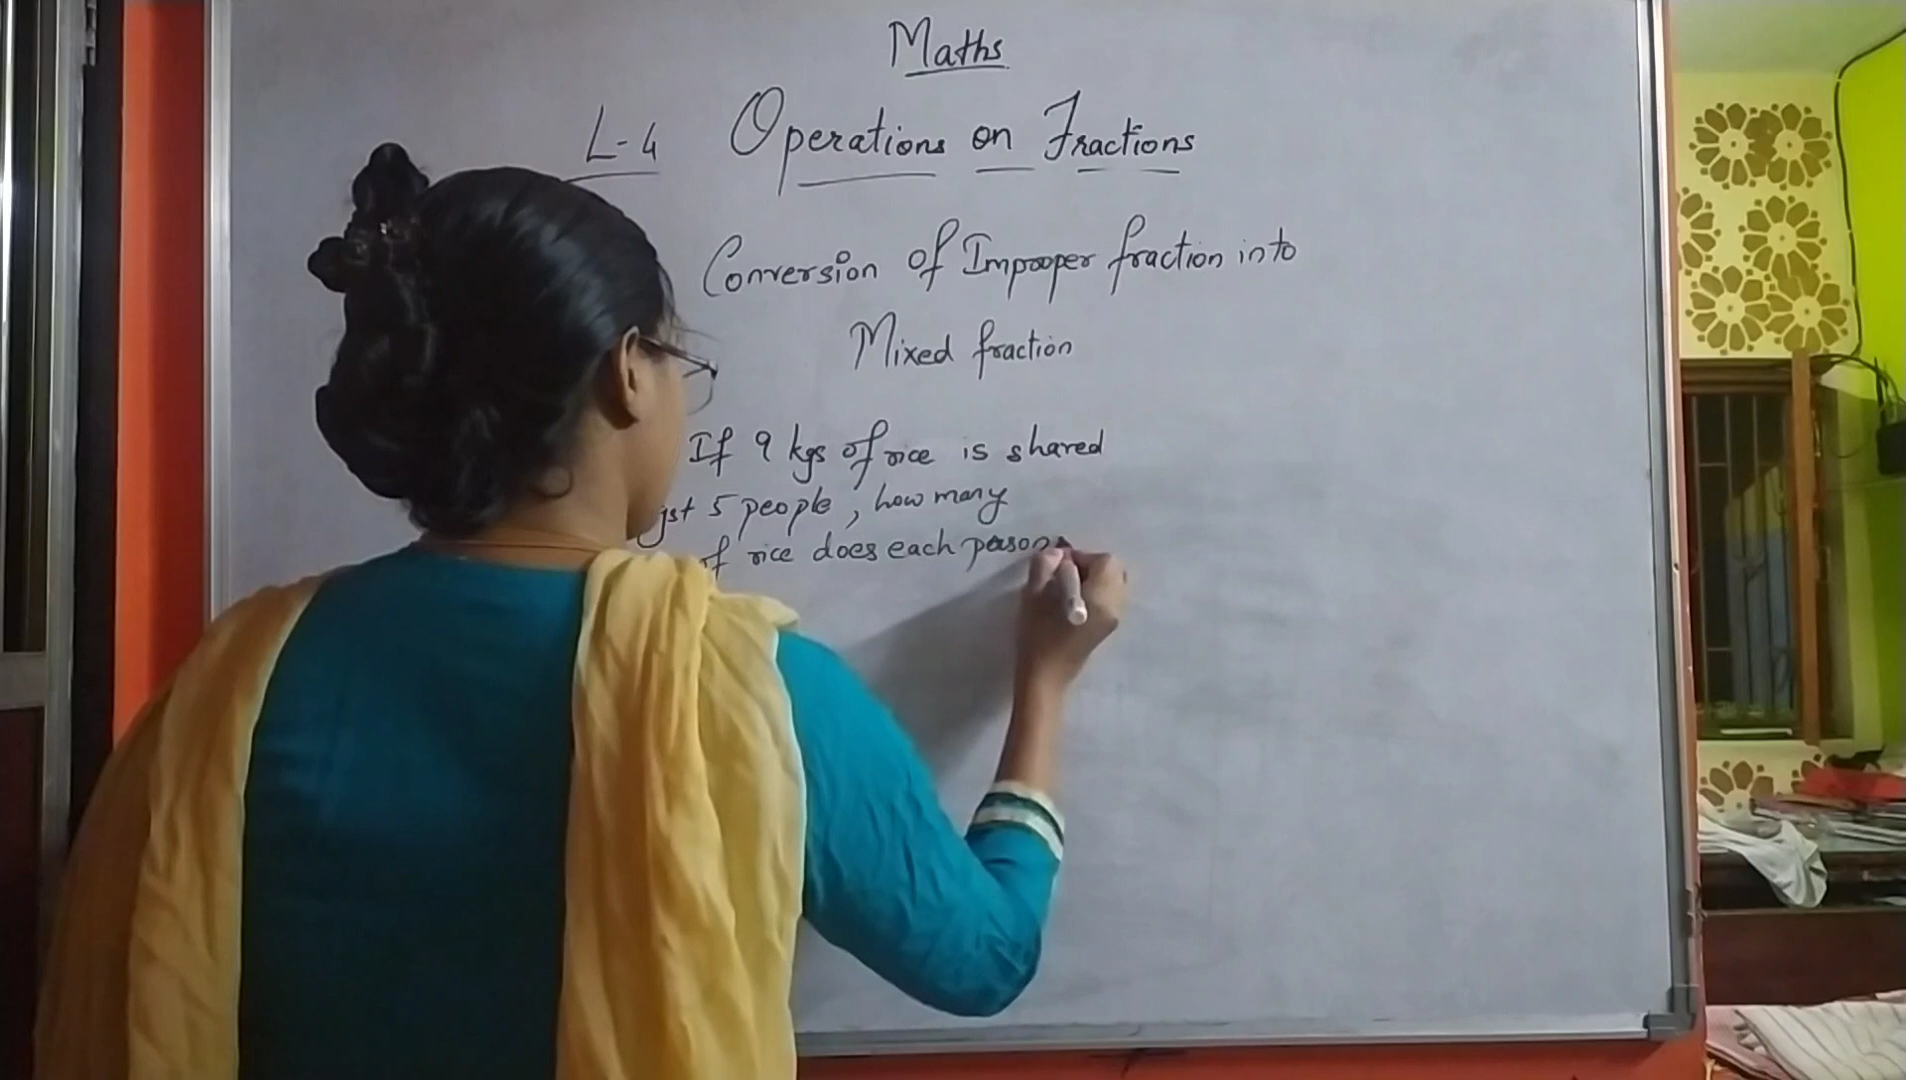 Maths
L-4 Operations on Fractions
Conversion of Improper fraction into
Mixed fraction
If 9 kgs of rice is shared
5 people, how many
of rice does each person